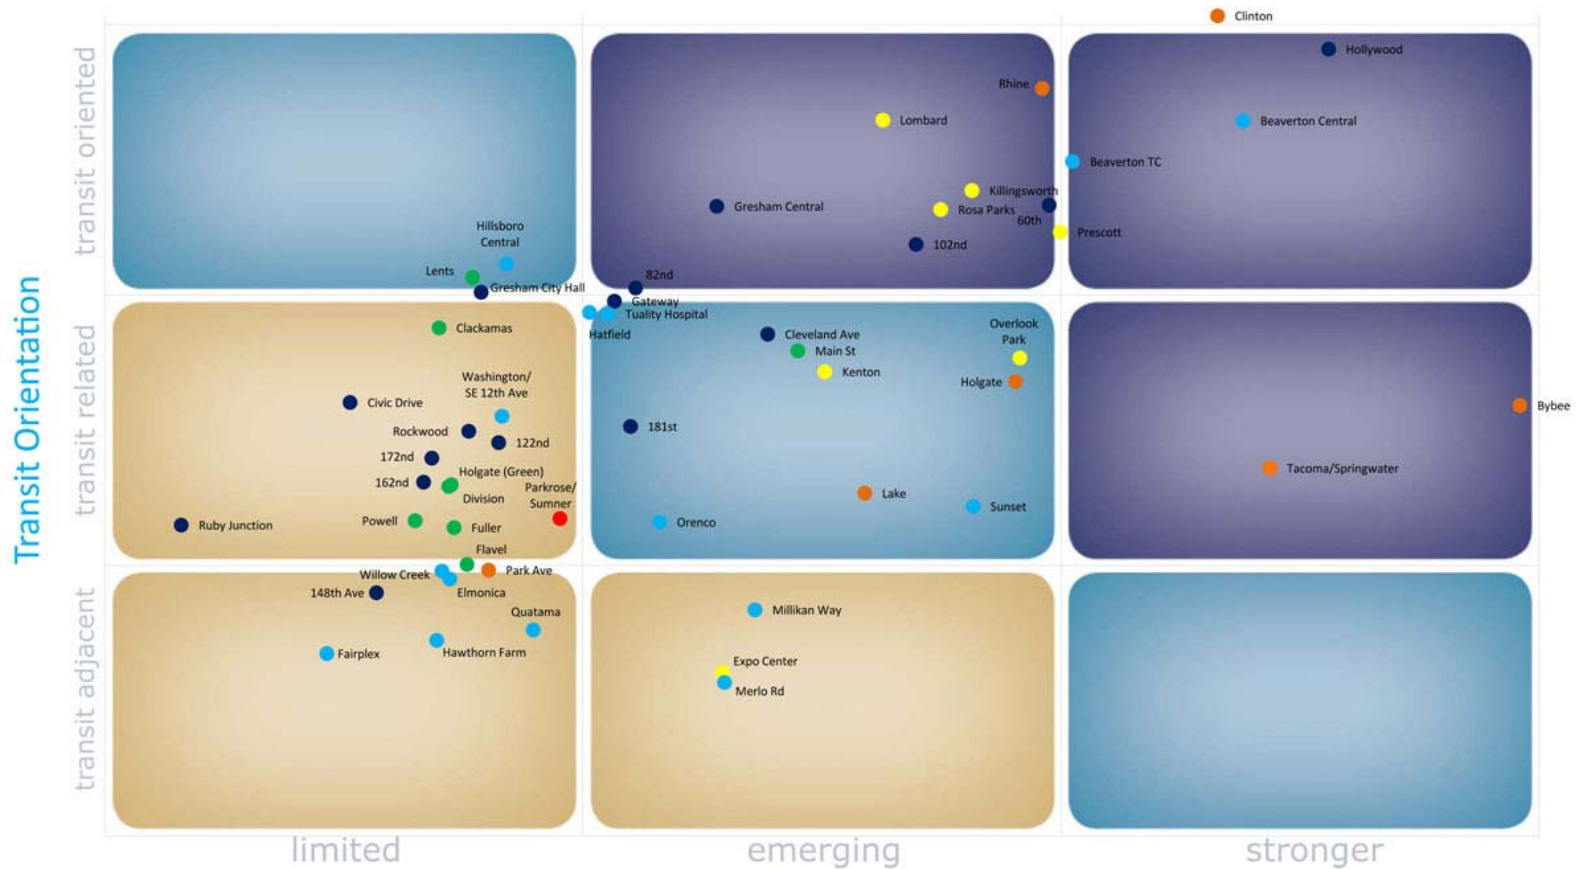 Clinton
transit oriented
Hollywood
Rhine
Lombard
Beaverton Central
Beaverton TC
Killingsworth
Gresham Central
Rosa Parks
60th
Prescott
102nd
Hillsboro
Central
Lents
Gresham City Hall
82nd
Gateway
Tuality Hospital
Hatfield
Transit Orientation
transit related
Clackamas
Cleveland Ave
Main St
Kenton
Overlook
Park
Holgate
Washington/
SE 12th Ave
Civic Drive
Bybee
Rockwood
122nd
181st
172nd
Holgate (Green)
162nd
Division
Parkrose/
Sumner
Tacoma/Springwater
Lake
Sunset
Powell
Fuller
Ruby Junction
Orenco
Flavel
Willow Creek
Park Ave
148th Ave
Elmonica
Quatama
transit adjacent
Millikan Way
Fairplex
Hawthorn Farm
Expo Center
Merlo Rd
limited
emerging
stronger